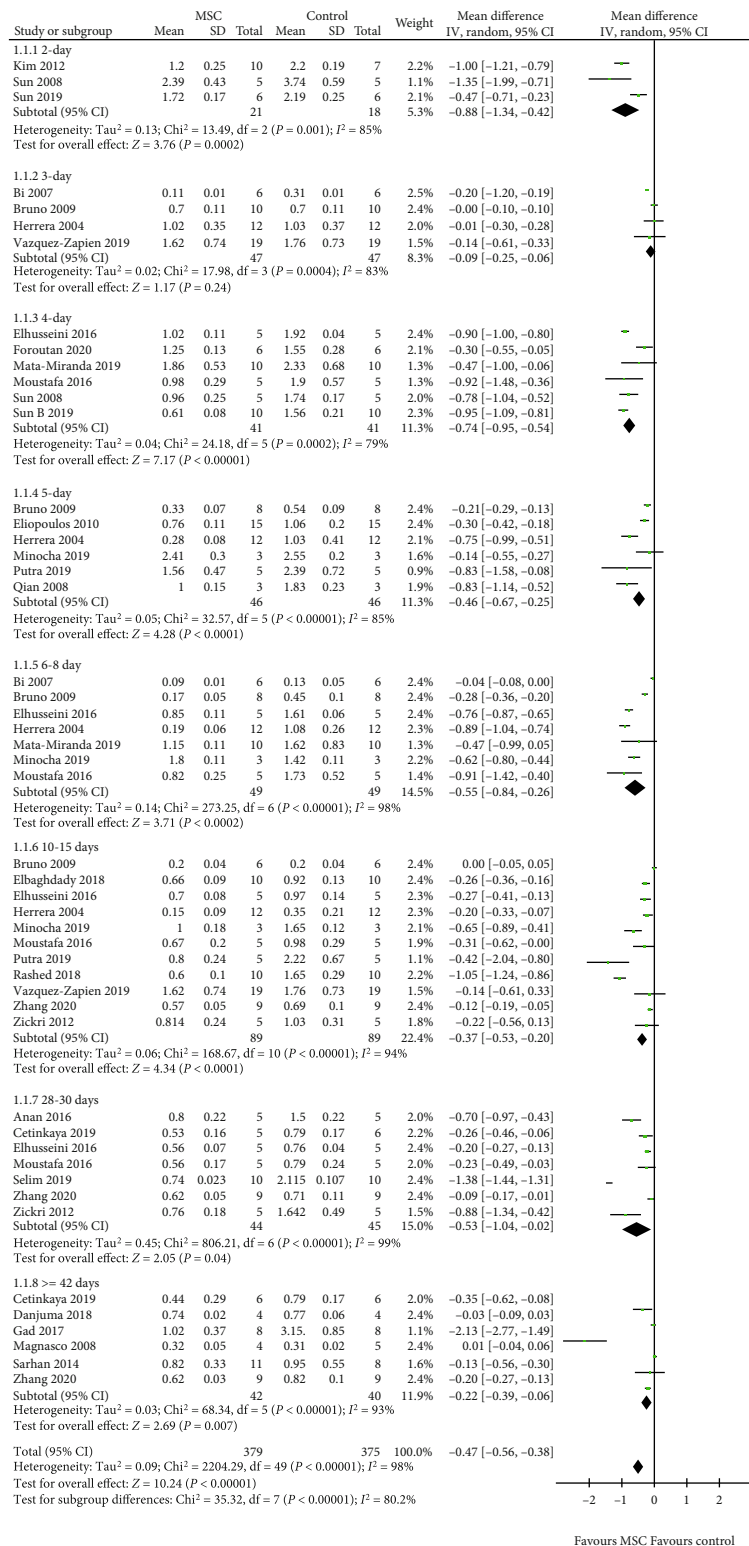 MSC Control Mean difference Mean difference
Study or subgroup Mean SD Total Mean SD Total Weight IV, random, 95% CI IV, random, 95% CI
1.1.1 2-day
Kim 2012 1.2 0.25 10 2.2 0.19 7 2.2% −1.00 [−1.21, −0.79)
Sun 2008 2.39 0.43 5 3.74 0.59 5 1.1% −1.35 [−1.99, −0.71)
Sun 2019 1.72 0.17 6 2.19 0.25 6 2.1% −0.47 [−0.71, −0.23)
Subtotal (95% CI) 21 18 5.3% −0.88 [−1.34, −0.42)
Heterogeneity: Tau² = 0.13; Chi² = 13.49, df = 2 (P = 0.001); I² = 85%
Test for overall effect: Z = 3.76 (P = 0.0002)
1.1.2 3-day
Bi 2007 0.11 0.01 6 0.31 0.01 6 2.5% −0.20 [−1.20, −0.19)
Bruno 2009 0.7 0.11 10 0.7 0.11 10 2.4% −0.00 [−0.10, −0.10)
Herrera 2004 1.02 0.35 12 1.03 0.37 12 1.9% −0.01 [−0.30, −0.28)
Vazquez-Zapien 2019 1.62 0.74 19 1.76 0.73 19 1.5% −0.14 [−0.61, −0.33)
Subtotal (95% CI) 47 47 8.3% −0.09 [−0.25, −0.06)
Heterogeneity: Tau² = 0.02; Chi² = 17.98, df = 3 (P = 0.0004); I² = 83%
Test for overall effect: Z = 1.17 (P = 0.24)
1.1.3 4-day
Elhusseini 2016 1.02 0.11 5 1.92 0.04 5 2.4% −0.90 [−1.00, −0.80)
Foroutan 2020 1.25 0.13 6 1.55 0.28 6 2.1% −0.30 [−0.55, −0.05)
Mata-Miranda 2019 1.86 0.53 10 2.33 0.68 10 1.3% −0.47 [−1.00, −0.06)
Moustafa 2016 0.98 0.29 5 1.9 0.57 5 1.2% −0.92 [−1.48, −0.36)
Sun 2008 0.96 0.25 5 1.74 0.17 5 2.0% −0.78 [−1.04, −0.52)
Sun B 2019 0.61 0.08 10 1.56 0.21 10 2.3% −0.95 [−1.09, −0.81)
Subtotal (95% CI) 41 41 11.3% −0.74 [−0.95, −0.54)
Heterogeneity: Tau² = 0.04; Chi² = 24.18, df = 5 (P = 0.0002); I² = 79%
Test for overall effect: Z = 7.17 (P < 0.00001)
1.1.4 5-day
Bruno 2009 0.33 0.07 8 0.54 0.09 8 2.4% −0.21[−0.29, −0.13)
Eliopoulos 2010 0.76 0.11 15 1.06 0.2 15 2.4% −0.30 [−0.42, −0.18)
Herrera 2004 0.28 0.08 12 1.03 0.41 12 2.1% −0.75 [−0.99, −0.51)
Minocha 2019 2.41 0.3 3 2.55 0.2 3 1.6% −0.14 [−0.55, −0.27)
Putra 2019 1.56 0.47 5 2.39 0.72 5 0.9% −0.83 [−1.58, −0.08)
Qian 2008 1 0.15 3 1.83 0.23 3 1.9% −0.83 [−1.14, −0.52)
Subtotal (95% CI) 46 46 11.3% −0.46 [−0.67, −0.25)
Heterogeneity: Tau² = 0.05; Chi² = 32.57, df = 5 (P < 0.00001); I² = 85%
Test for overall effect: Z = 4.28 (P < 0.0001)
1.1.5 6-8 day
Bi 2007 0.09 0.01 6 0.13 0.05 6 2.4% −0.04 [−0.08, 0.00)
Bruno 2009 0.17 0.05 8 0.45 0.1 8 2.4% −0.28 [−0.36, −0.20)
Elhusseini 2016 0.85 0.11 5 1.61 0.06 5 2.4% −0.76 [−0.87, −0.65)
Herrera 2004 0.19 0.06 12 1.08 0.26 12 2.3% −0.89 [−1.04, −0.74)
Mata-Miranda 2019 1.15 0.11 10 1.62 0.83 10 1.3% −0.47 [−0.99, 0.05)
Minocha 2019 1.8 0.11 3 1.42 0.11 3 2.2% −0.62 [−0.80, −0.44)
Moustafa 2016 0.82 0.25 5 1.73 0.52 5 1.4% −0.91 [−1.42, −0.40)
Subtotal (95% CI) 49 49 14.5% −0.55 [−0.84, −0.26)
Heterogeneity: Tau² = 0.14; Chi² = 273.25, df = 6 (P < 0.00001); I² = 98%
Test for overall effect: Z = 3.71 (P < 0.0002)
1.1.6 10-15 days
Bruno 2009 0.2 0.04 6 0.2 0.04 6 2.4% 0.00 [−0.05, 0.05)
Elbaghdady 2018 0.66 0.09 10 0.92 0.13 10 2.4% −0.26 [−0.36, −0.16)
Elhusseini 2016 0.7 0.08 5 0.97 0.14 5 2.3% −0.27 [−0.41, −0.13)
Herrera 2004 0.15 0.09 12 0.35 0.21 12 2.4% −0.20 [−0.33, −0.07)
Minocha 2019 1 0.18 3 1.65 0.12 3 2.1% −0.65 [−0.89, −0.41)
Moustafa 2016 0.67 0.2 5 0.98 0.29 5 1.9% −0.31 [−0.62, −0.00)
Putra 2019 0.8 0.24 5 2.22 0.67 5 1.1% −0.42 [−2.04, −0.80)
Rashed 2018 0.6 0.1 10 1.65 0.29 10 2.2% −1.05 [−1.24, −0.86)
Vazquez-Zapien 2019 1.62 0.74 19 1.76 0.73 19 1.5% −0.14 [−0.61, 0.33)
Zhang 2020 0.57 0.05 9 0.69 0.1 9 2.4% −0.12 [−0.19, −0.05)
Zickri 2012 0.814 0.24 5 1.03 0.31 5 1.8% −0.22 [−0.56, 0.13)
Subtotal (95% CI) 89 89 22.4% −0.37 [−0.53, −0.20)
Heterogeneity: Tau² = 0.06; Chi² = 168.67, df = 10 (P < 0.00001); I² = 94%
Test for overall effect: Z = 4.34 (P < 0.0001)
1.1.7 28-30 days
Anan 2016 0.8 0.22 5 1.5 0.22 5 2.0% −0.70 [−0.97, −0.43)
Cetinkaya 2019 0.53 0.16 5 0.79 0.17 6 2.2% −0.26 [−0.46, −0.06)
Elhusseini 2016 0.56 0.07 5 0.76 0.04 5 2.4% −0.20 [−0.27, −0.13)
Moustafa 2016 0.56 0.17 5 0.79 0.24 5 2.0% −0.23 [−0.49, −0.03)
Selim 2019 0.74 0.023 10 2.115 0.107 10 2.4% −1.38 [−1.44, −1.31)
Zhang 2020 0.62 0.05 9 0.71 0.11 9 2.4% −0.09 [−0.17, −0.01)
Zickri 2012 0.76 0.18 5 1.642 0.49 5 1.5% −0.88 [−1.34, −0.42)
Subtotal (95% CI) 44 45 15.0% −0.53 [−1.04, −0.02)
Heterogeneity: Tau² = 0.45; Chi² = 806.21, df = 6 (P < 0.00001); I² = 99%
Test for overall effect: Z = 2.05 (P = 0.04)
1.1.8 >= 42 days
Cetinkaya 2019 0.44 0.29 6 0.79 0.17 6 2.0% −0.35 [−0.62, −0.08)
Danjuma 2018 0.74 0.02 4 0.77 0.06 4 2.4% −0.03 [−0.09, 0.03)
Gad 2017 1.02 0.37 8 3.15. 0.85 8 1.1% −2.13 [−2.77, −1.49)
Magnasco 2008 0.32 0.05 4 0.31 0.02 5 2.4% 0.01 [−0.04, 0.06)
Sarhan 2014 0.82 0.33 11 0.95 0.55 8 1.6% −0.13 [−0.56, −0.30)
Zhang 2020 0.62 0.03 9 0.82 0.1 9 2.4% −0.20 [−0.27, −0.13)
Subtotal (95% CI) 42 40 11.9% −0.22 [−0.39, −0.06)
Heterogeneity: Tau² = 0.03; Chi² = 68.34, df = 5 (P < 0.00001); I² = 93%
Test for overall effect: Z = 2.69 (P = 0.007)
Total (95% CI) 379 375 100.0% −0.47 [−0.56, −0.38)
Heterogeneity: Tau² = 0.09; Chi² = 2204.29, df = 49 (P < 0.00001); I² = 98%
Test for overall effect: Z = 10.24 (P < 0.00001)
Test for subgroup differences: Chi² = 35.32, df = 7 (P < 0.00001); I² = 80.2%
−2 −1 0 1 2
Favours MSC Favours control